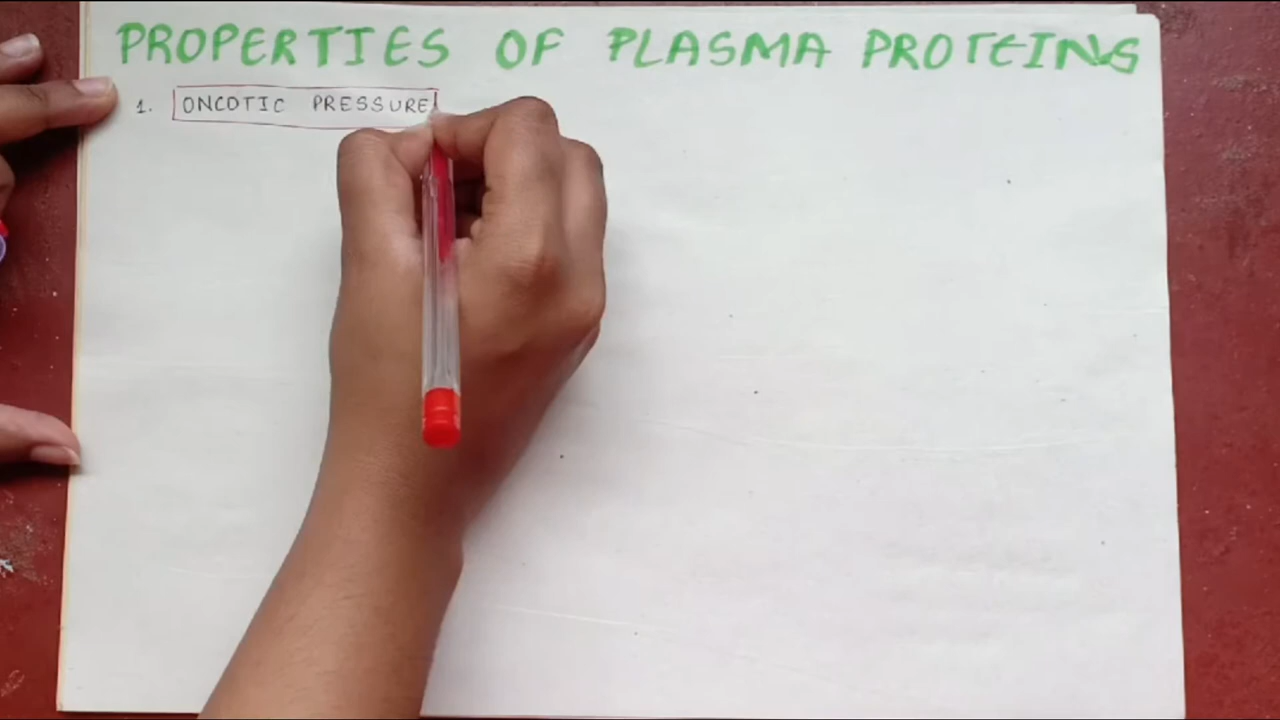 PROPERTIES OF PLASMA PROTEINS
1. ONCOTIC PRESSURE